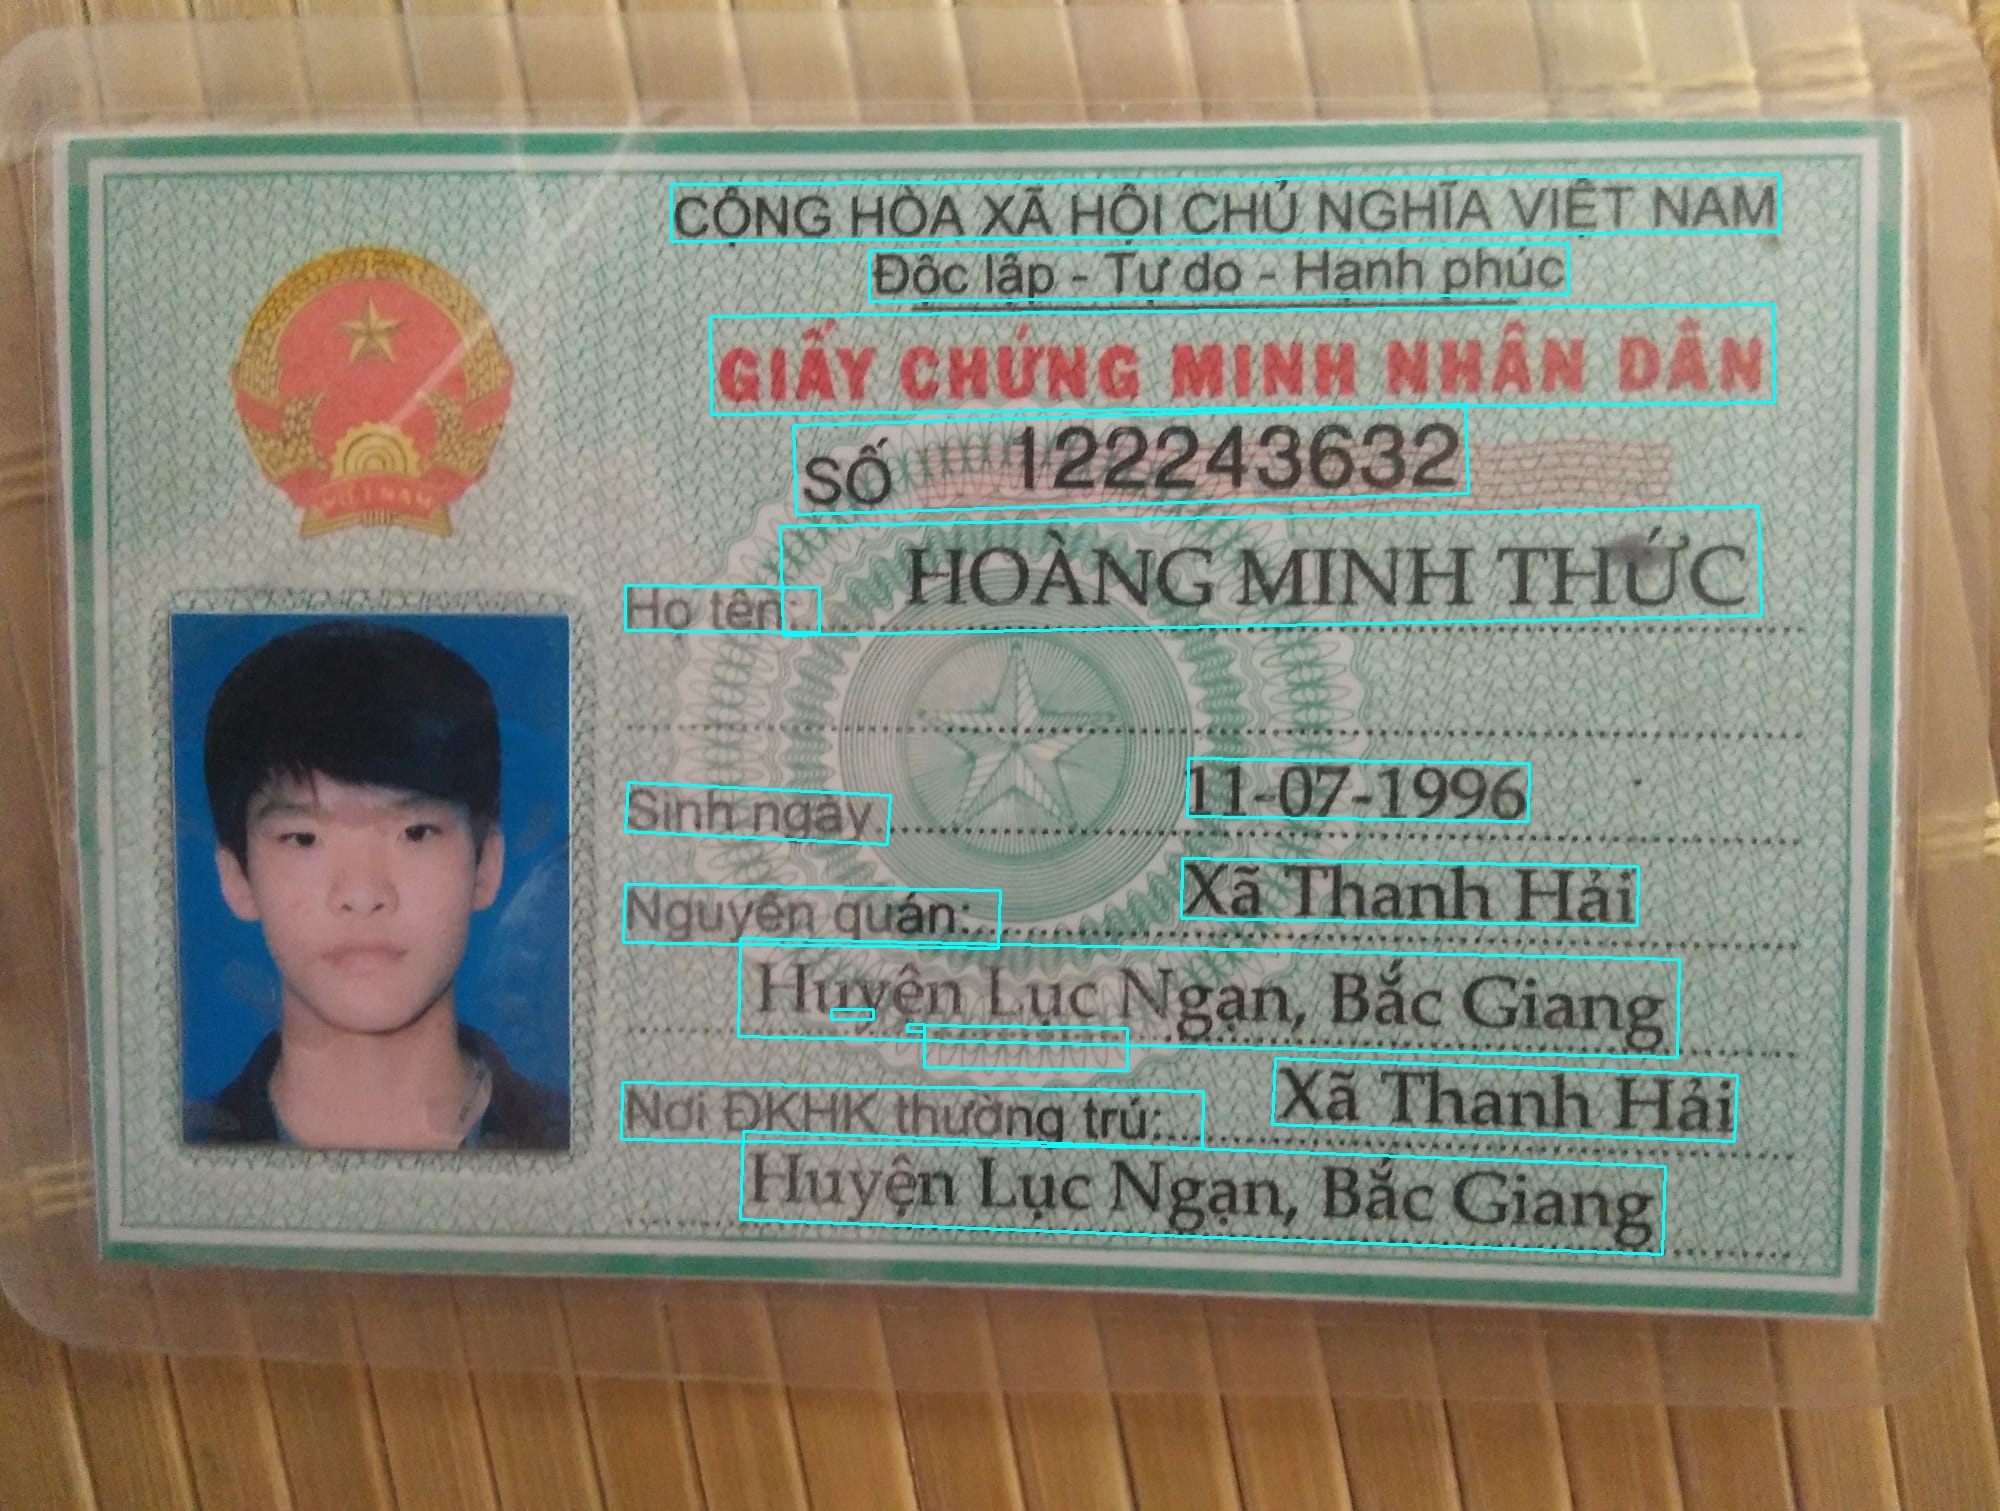 CỘNG HÒA XÃ HỘI CHỦ NGHĨA VIỆT NAM
Độc lập - Tự do - Hạnh phúc
GIẤY CHỨNG MINH NHÂN DÂN
SỐ 122243632
VIỆT NAM
Họ tên: HOÀNG MINH THỨC
Sinh ngày 11-07-1996
Nguyên quán: Xã Thanh Hải
Huyện Lục Ngạn, Bắc Giang
Nơi ĐKHK thường trú: Xã Thanh Hải
Huyện Lục Ngạn, Bắc Giang